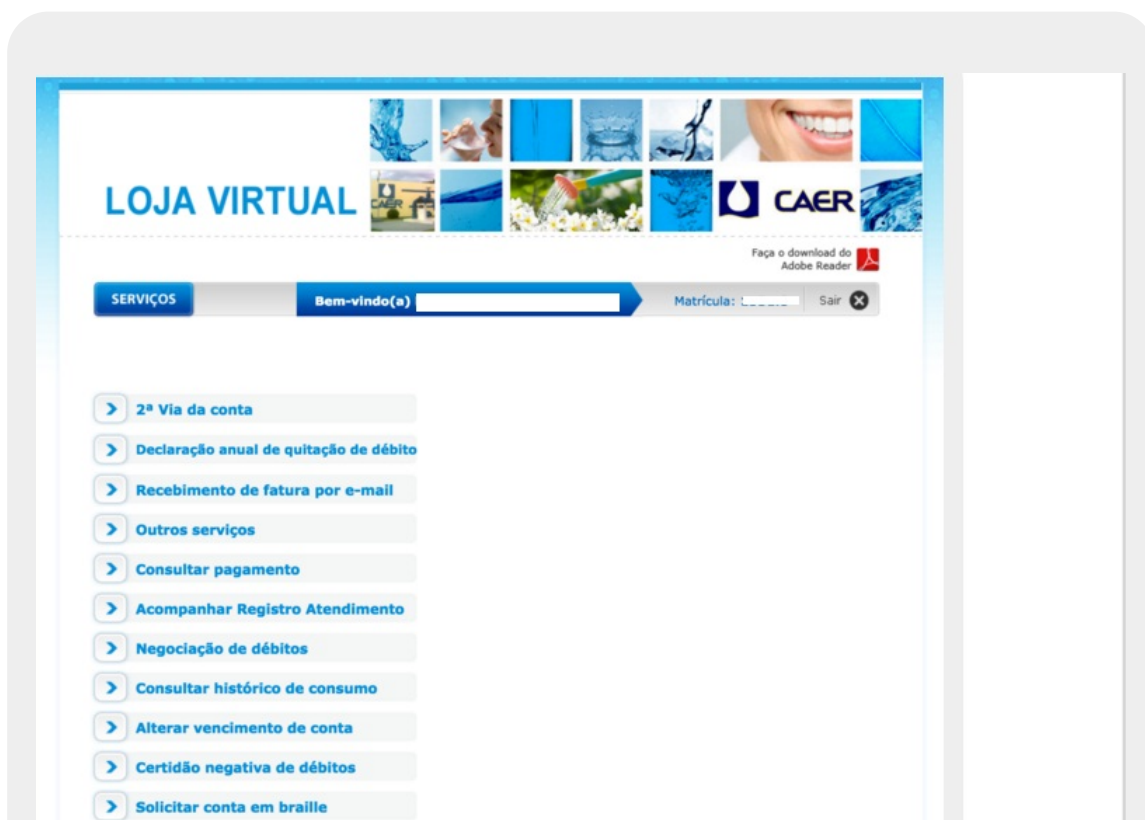 LOJA VIRTUAL
CAER
CAER
Faça o download do
Adobe Reader
SERVIÇOS
Bem-vindo(a)
Matrícula:
Sair
2ª Via da conta
Declaração anual de quitação de débito
Recebimento de fatura por e-mail
Outros serviços
Consultar pagamento
Acompanhar Registro Atendimento
Negociação de débitos
Consultar histórico de consumo
Alterar vencimento de conta
Certidão negativa de débitos
Solicitar conta em braille